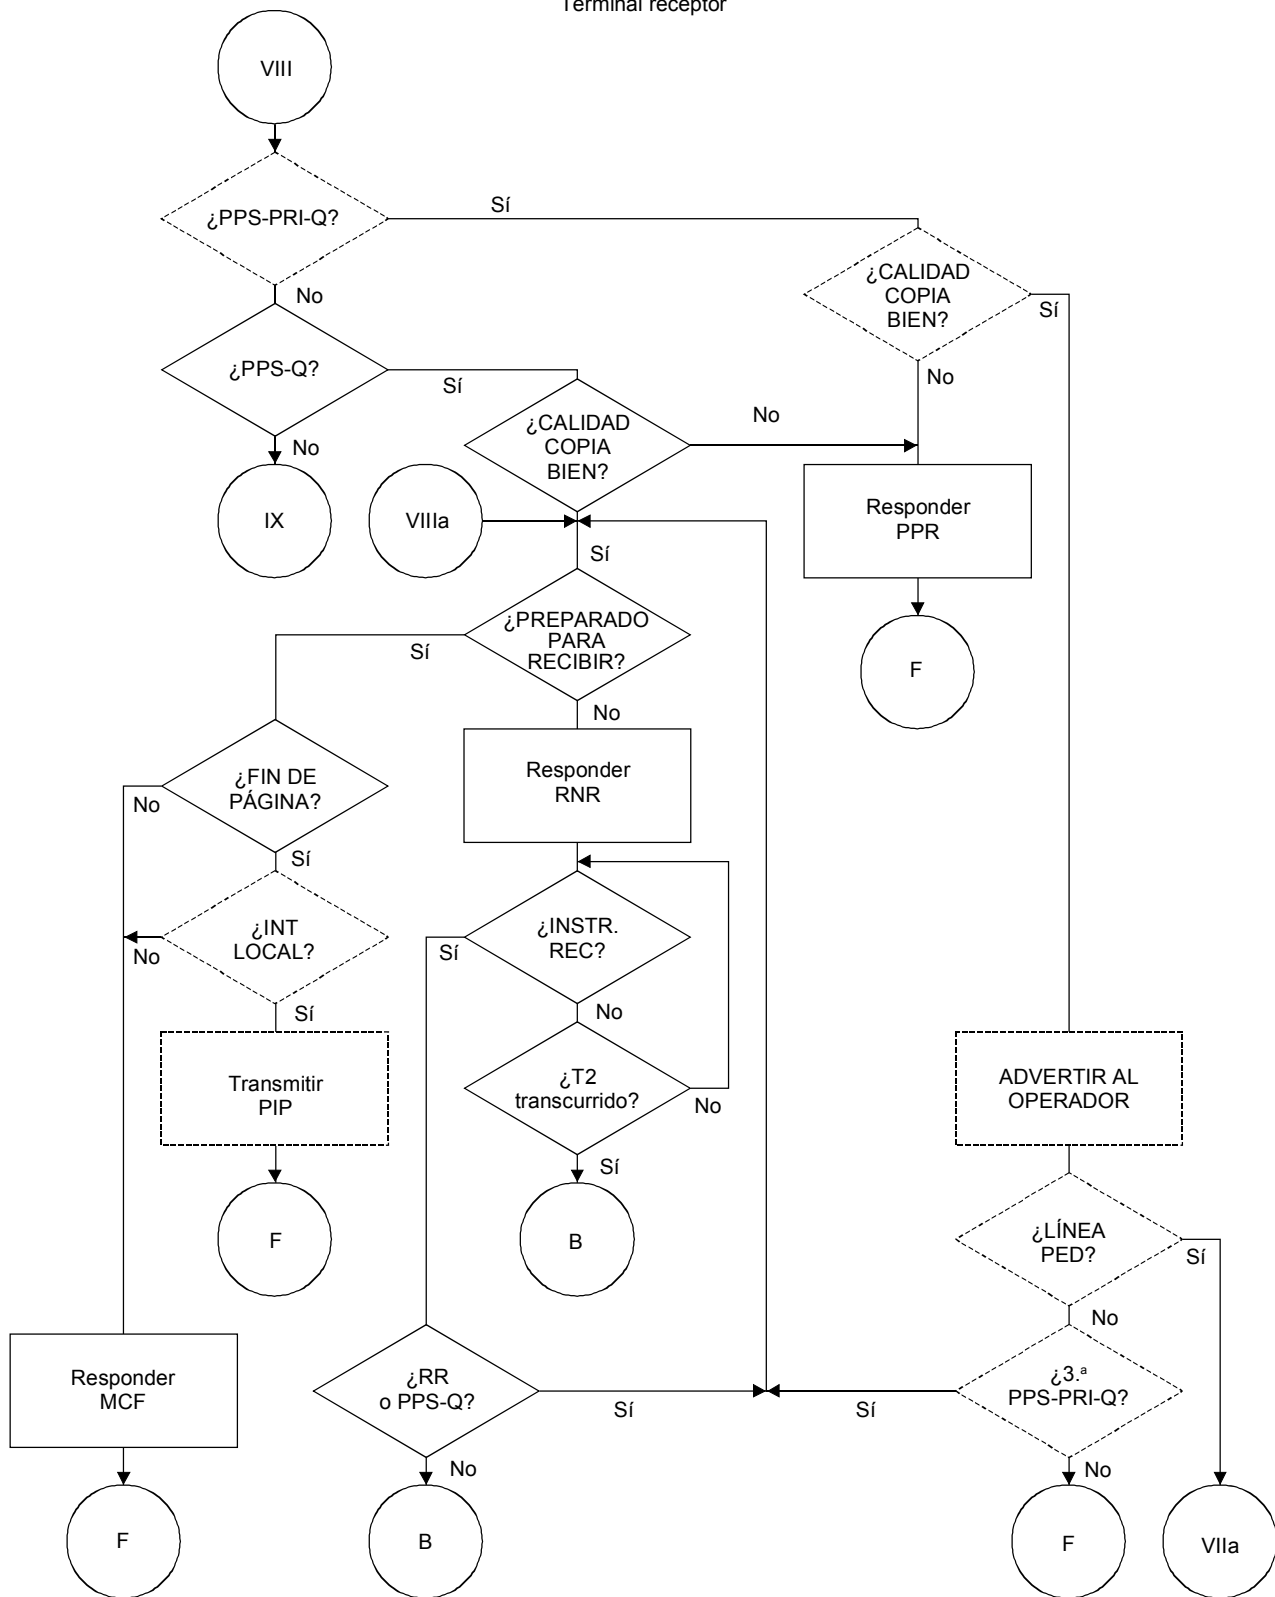 Terminal receptor
VIII
¿PPS-PRI-Q?
Sí
No
¿CALIDAD
COPIA
BIEN?
Sí
No
¿PPS-Q?
Sí
No
¿CALIDAD
COPIA
BIEN?
No
Sí
IX
VIIIa
Responder
PPR
F
¿PREPARADO
PARA
RECIBIR?
Sí
No
¿FIN DE
PÁGINA?
No
Sí
Responder
RNR
¿INT
LOCAL?
No
Sí
¿INSTR.
REC?
Sí
No
Transmitir
PIP
¿T2
transcurrido?
No
Sí
ADVERTIR AL
OPERADOR
F
B
¿LÍNEA
PED?
Sí
No
Responder
MCF
¿RR
o PPS-Q?
Sí
No
¿3.ª
PPS-PRI-Q?
Sí
No
F
B
F
VIIa